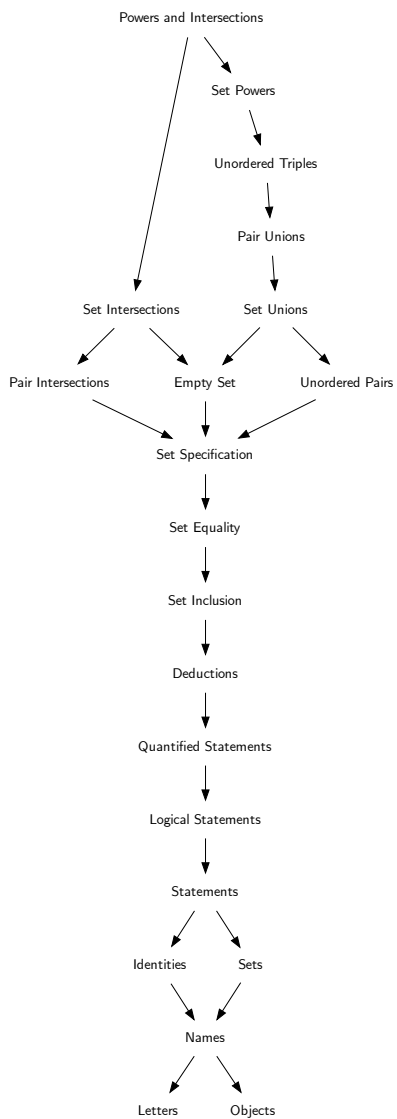 Powers and Intersections
Set Powers
Unordered Triples
Pair Unions
Set Intersections
Set Unions
Pair Intersections
Empty Set
Unordered Pairs
Set Specification
Set Equality
Set Inclusion
Deductions
Quantified Statements
Logical Statements
Statements
Identities
Sets
Names
Letters
Objects